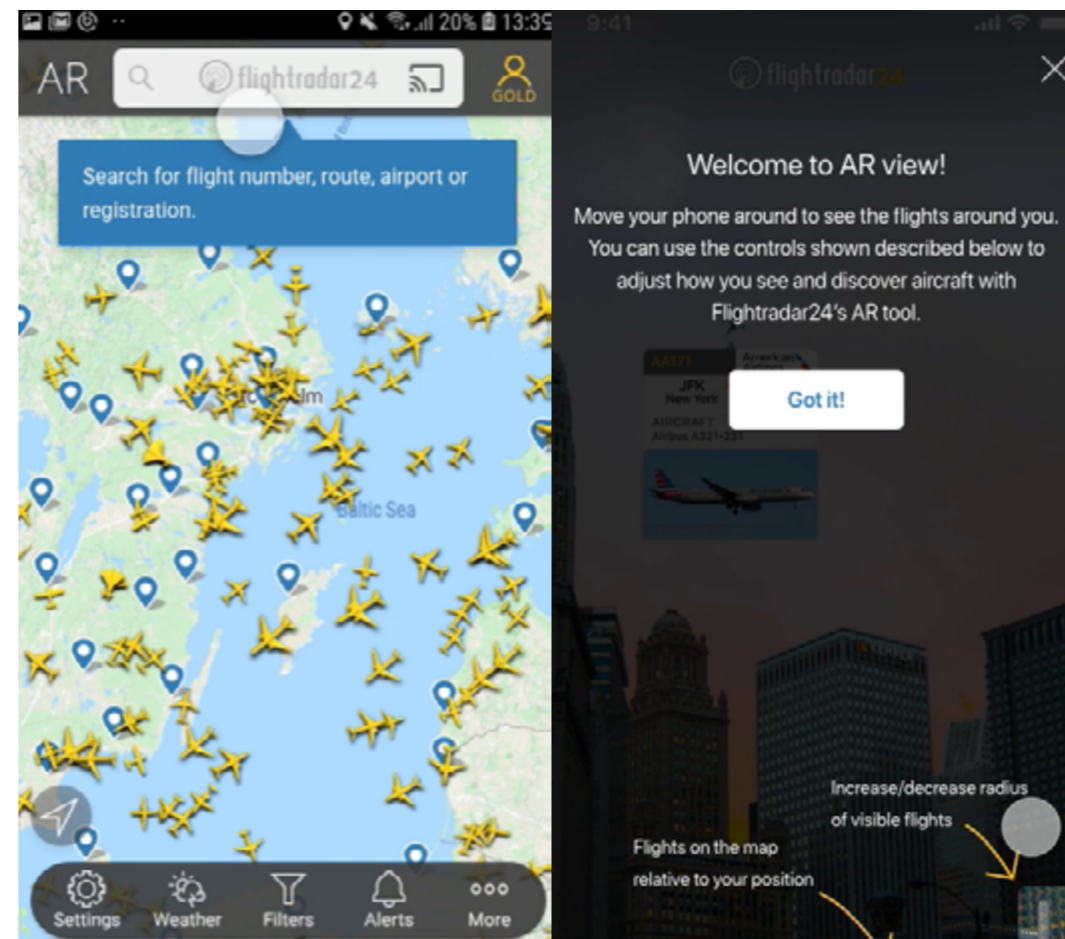 20% 13:39
AR
flightradar24
GOLD
Search for flight number, route, airport or
registration.
Baltic Sea
Settings
Weather
Filters
Alerts
More
9:41
flightradar24
Welcome to AR view!
Move your phone around to see the flights around you.
You can use the controls shown described below to
adjust how you see and discover aircraft with
Flightradar24's AR tool.
AA171
American
JFK
New York
Got it!
AIRCRAFT
Airbus A321-231
Increase/decrease radius
of visible flights
Flights on the map
relative to your position